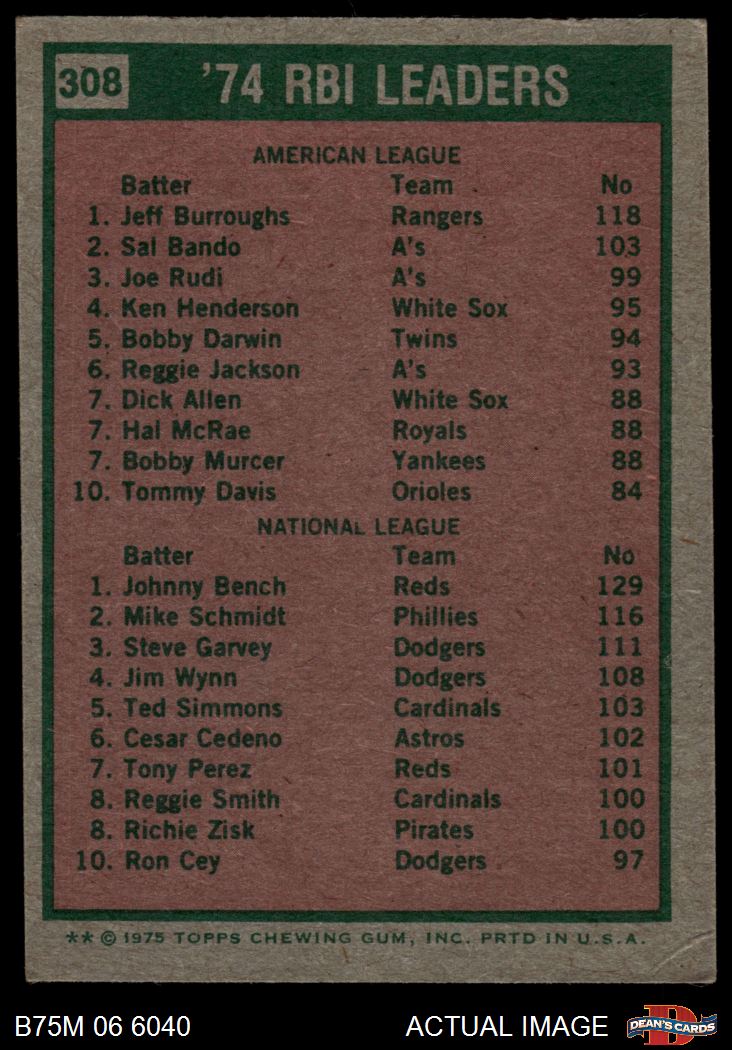 308 '74 RBI LEADERS
AMERICAN LEAGUE
Batter Team No
1. Jeff Burroughs Rangers 118
2. Sal Bando A's 103
3. Joe Rudi A's 99
4. Ken Henderson White Sox 95
5. Bobby Darwin Twins 94
6. Reggie Jackson A's 93
7. Dick Allen White Sox 88
7. Hal McRae Royals 88
7. Bobby Murcer Yankees 88
10. Tommy Davis Orioles 84
NATIONAL LEAGUE
Batter Team No
1. Johnny Bench Reds 129
2. Mike Schmidt Phillies 116
3. Steve Garvey Dodgers 111
4. Jim Wynn Dodgers 108
5. Ted Simmons Cardinals 103
6. Cesar Cedeno Astros 102
7. Tony Perez Reds 101
8. Reggie Smith Cardinals 100
8. Richie Zisk Pirates 100
10. Ron Cey Dodgers 97
** © 1975 TOPPS CHEWING GUM, INC. PRTD IN U.S.A.
B75M 06 6040 ACTUAL IMAGE DEAN'S CARDS